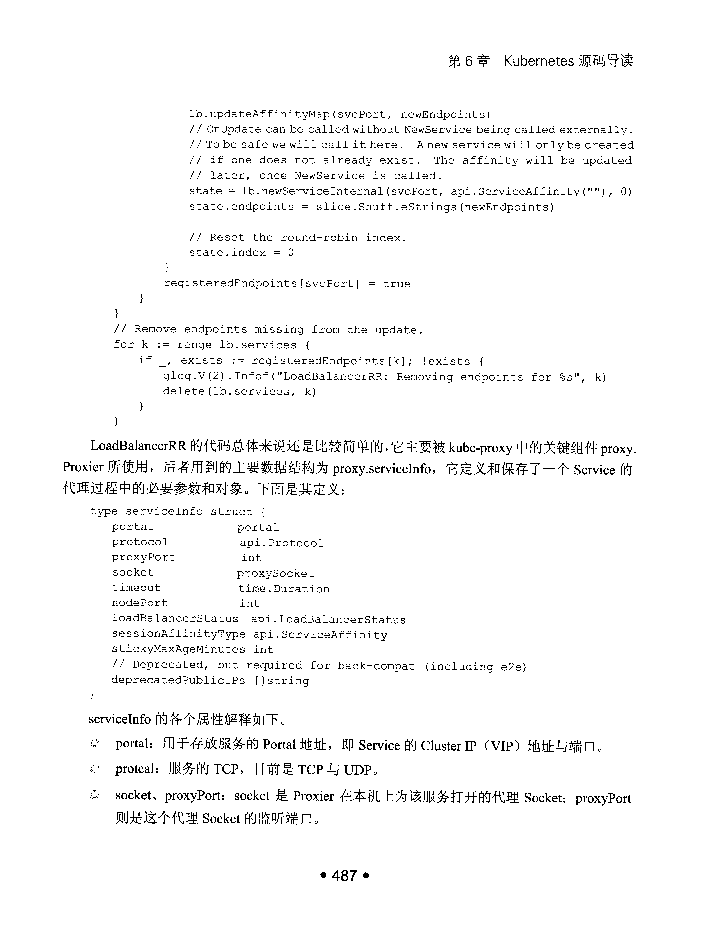 第 6 章 Kubernetes 源码导读
lb.updateAffinityMap(svcPort, newEndpoints)
// OnUpdate can be called without NewService being called externally.
// To be safe we will call it here. A new service will only be created
// if one does not already exist. The affinity will be updated
// later, once NewService is called.
state = lb.newServiceInternal(svcPort, api.ServiceAffinity(""), 0)
state.endpoints = slice.ShuffleStrings(newEndpoints)
// Reset the round-robin index.
state.index = 0
}
registeredEndpoints[svcPort] = true
}
}
// Remove endpoints missing from the update.
for k := range lb.services {
if _, exists := registeredEndpoints[k]; !exists {
glog.V(2).Infof("LoadBalancerRR: Removing endpoints for %s", k)
delete(lb.services, k)
}
}
LoadBalancerRR 的代码总体来说还是比较简单的,它主要被 kube-proxy 中的关键组件 proxy.
Proxier 所使用，后者用到的主要数据结构为 proxy.serviceInfo，它定义和保存了一个 Service 的
代理过程中的必要参数和对象。下面是其定义：
type serviceInfo struct {
portal portal
protocol api.Protocol
proxyPort int
socket proxySocket
timeout time.Duration
nodePort int
loadBalancerStatus api.LoadBalancerStatus
sessionAffinityType api.ServiceAffinity
stickyMaxAgeMinutes int
// Deprecated, but required for back-compat (including e2e)
deprecatedPublicIPs []string
}
serviceInfo 的各个属性解释如下。
portal：用于存放服务的 Portal 地址，即 Service 的 Cluster IP（VIP）地址与端口。
protcal：服务的 TCP，目前是 TCP 与 UDP。
socket、proxyPort：socket 是 Proxier 在本机上为该服务打开的代理 Socket；proxyPort
则是这个代理 Socket 的监听端口。
• 487 •